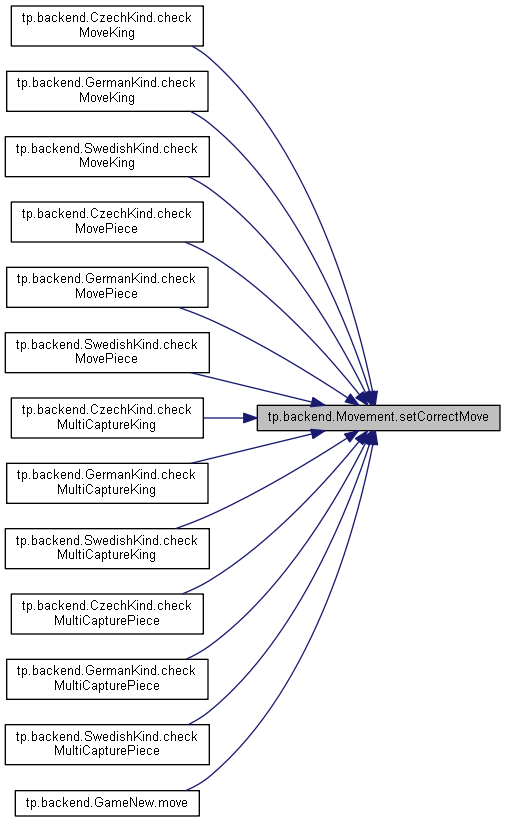 tp.backend.CzechKind.check
MoveKing
tp.backend.GermanKind.check
MoveKing
tp.backend.SwedishKind.check
MoveKing
tp.backend.CzechKind.check
MovePiece
tp.backend.GermanKind.check
MovePiece
tp.backend.SwedishKind.check
MovePiece
tp.backend.CzechKind.check
MultiCaptureKing
tp.backend.Movement.setCorrectMove
tp.backend.GermanKind.check
MultiCaptureKing
tp.backend.SwedishKind.check
MultiCaptureKing
tp.backend.CzechKind.check
MultiCapturePiece
tp.backend.GermanKind.check
MultiCapturePiece
tp.backend.SwedishKind.check
MultiCapturePiece
tp.backend.GameNew.move